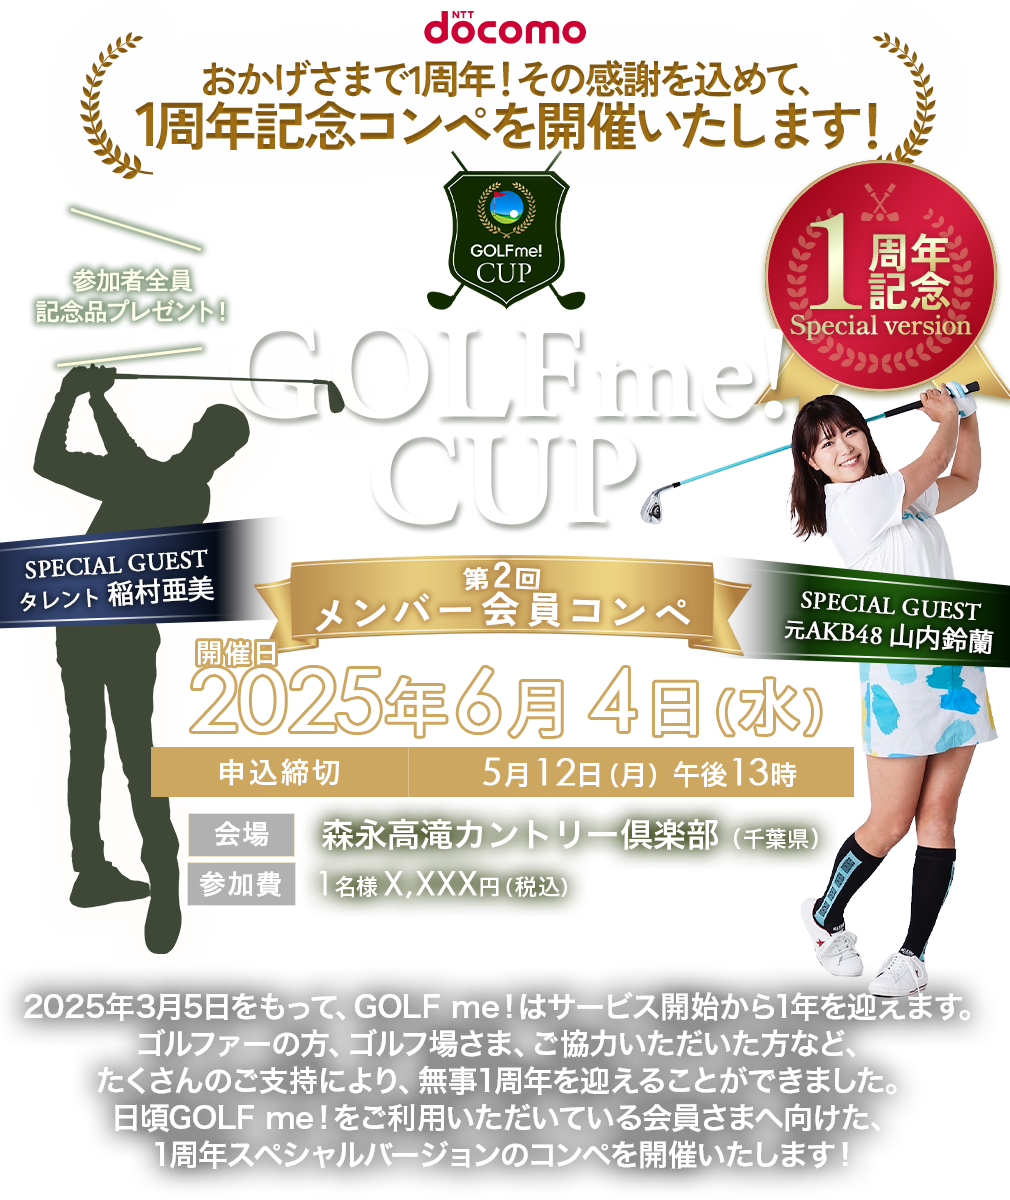 NTT
docomo
おかげさまで1周年！その感謝を込めて、
1周年記念コンペを開催いたします！
GOLFme!
CUP
1周年
記念
Special version
参加者全員
記念品プレゼント！
GOLFme!
CUP
SPECIAL GUEST
タレント 稲村亜美
第2回
メンバー会員コンペ
SPECIAL GUEST
元AKB48 山内鈴蘭
開催日
2025年6月4日(水)
申込締切 5月12日(月) 午後13時
会場 森永高滝カントリー倶楽部（千葉県）
参加費 1名様 X,XXX円(税込)
2025年3月5日をもって、GOLF me！はサービス開始から1年を迎えます。
ゴルファーの方、ゴルフ場さま、ご協力いただいた方など、
たくさんのご支持により、無事1周年を迎えることができました。
日頃GOLF me！をご利用いただいている会員さまへ向けた、
1周年スペシャルバージョンのコンペを開催いたします！